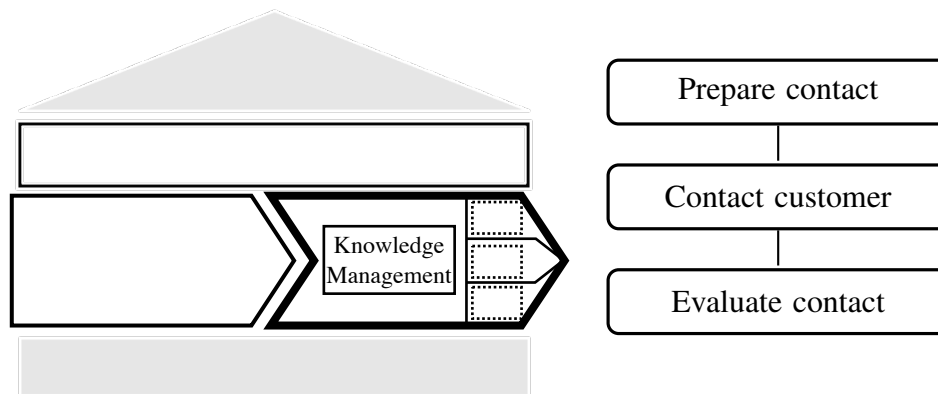 Prepare contact
Contact customer
Knowledge
Management
Evaluate contact